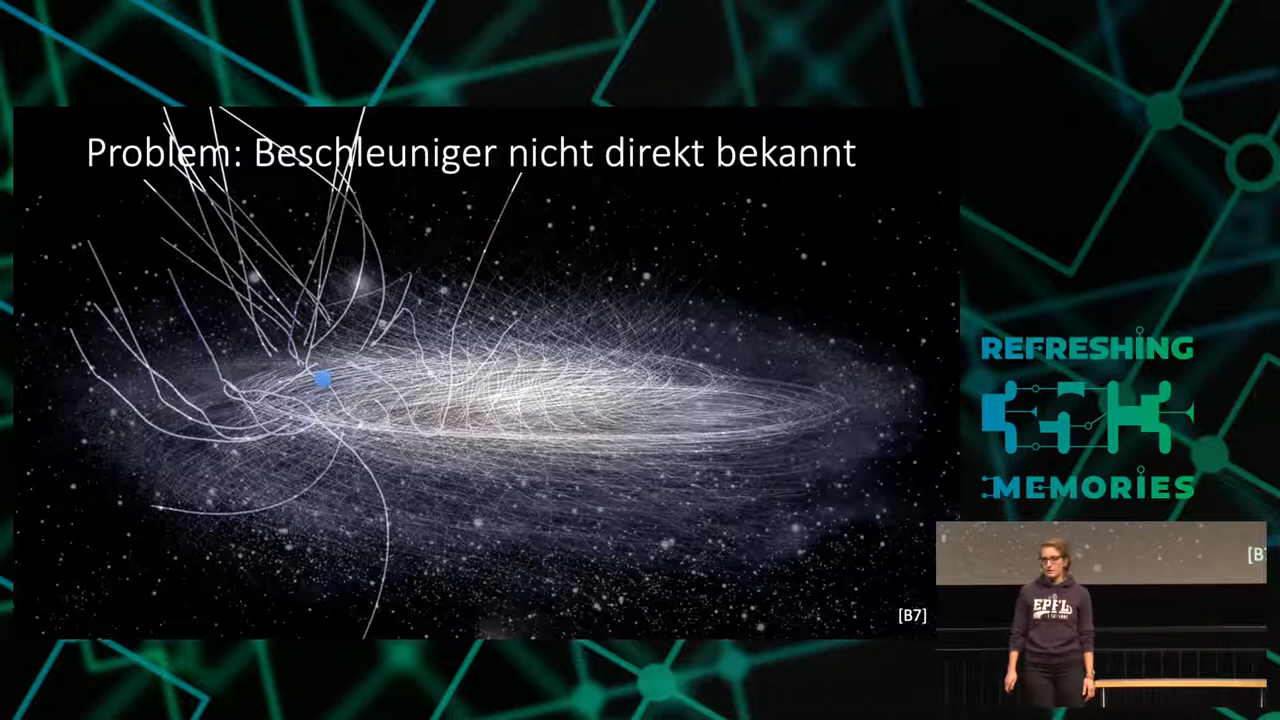 Problem: Beschleuniger nicht direkt bekannt
REFRESHING
MEMORIES
[B7]
[B
EPFL